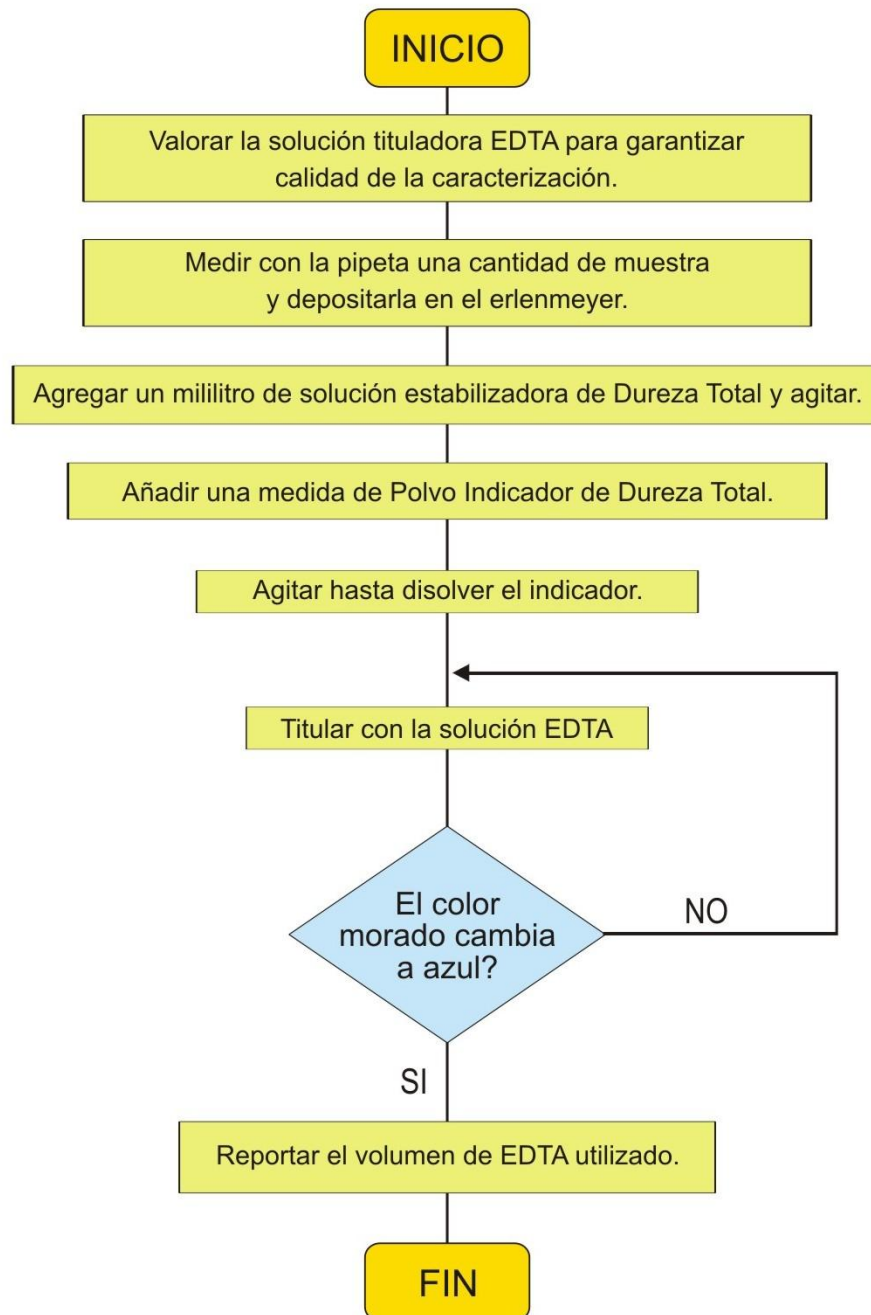 INICIO
Valorar la solución tituladora EDTA para garantizar
calidad de la caracterización.
Medir con la pipeta una cantidad de muestra
y depositarla en el erlenmeyer.
Agregar un mililitro de solución estabilizadora de Dureza Total y agitar.
Añadir una medida de Polvo Indicador de Dureza Total.
Agitar hasta disolver el indicador.
Titular con la solución EDTA
El color
morado cambia
a azul?
NO
SI
Reportar el volumen de EDTA utilizado.
FIN